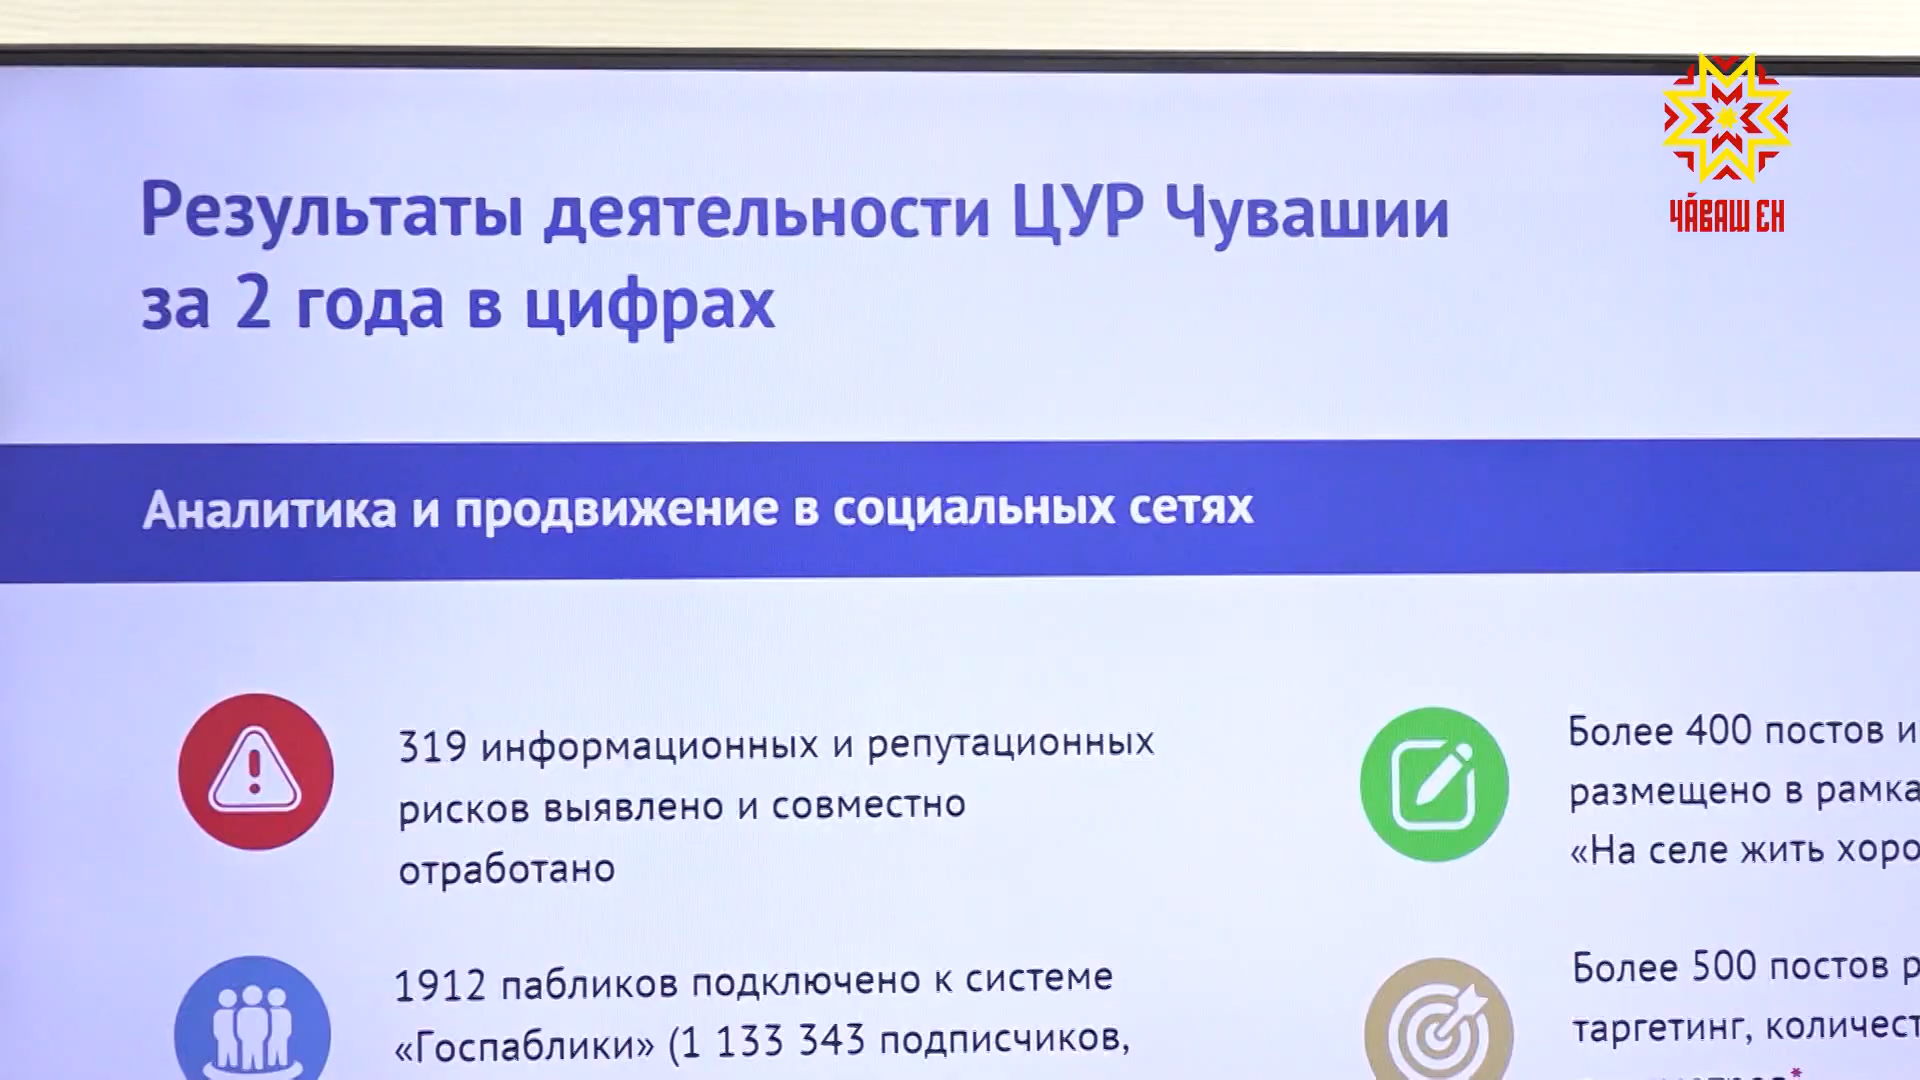 ЧӐВАШ ЕН
Результаты деятельности ЦУР Чувашии
за 2 года в цифрах
Аналитика и продвижение в социальных сетях
319 информационных и репутационных
рисков выявлено и совместно
отработано
1912 пабликов подключено к системе
«Госпаблики» (1 133 343 подписчиков,
Более 400 постов и
размещено в рамка
«На селе жить хоро
Более 500 постов р
таргетинг, количест